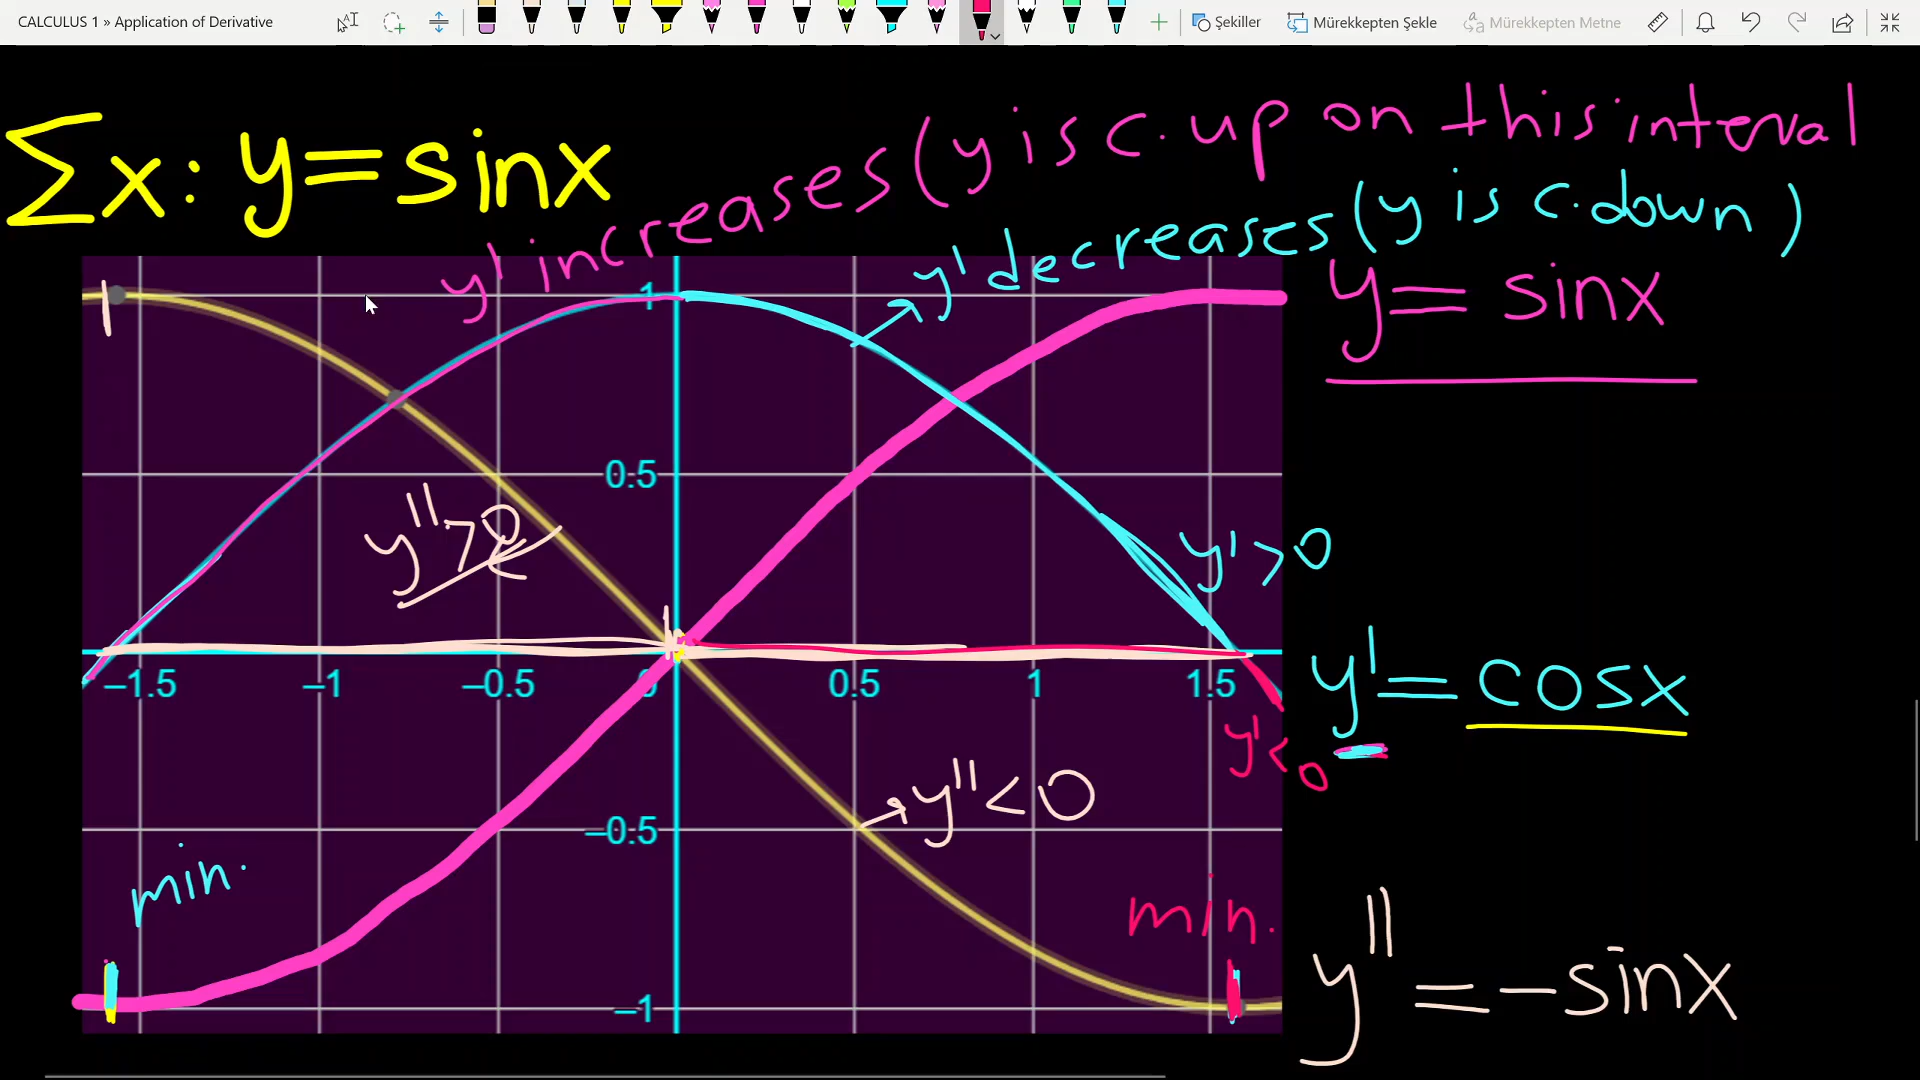 CALCULUS 1 » Application of Derivative
Şekiller
Mürekkepten Şekle
Mürekkepten Metne
Σx: y=sinx
y' increases (y is c. up on this interval
y' decreases (y is c. down)
y = sinx
1
0.5
y''>0
y'>0
−1.5 −1 −0.5 0 0.5 1 1.5
y' = cosx
y'<0
y''<0
−0.5
min.
min.
−1
y'' = −sinx